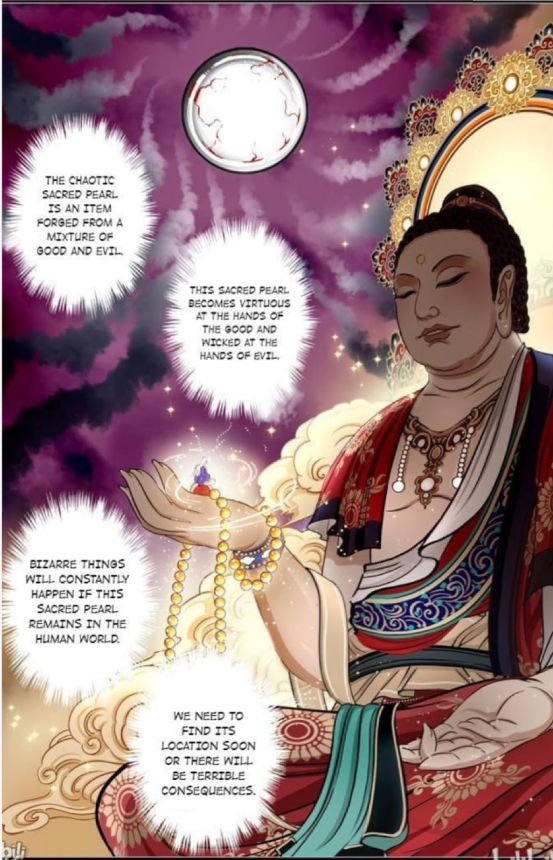 THE CHAOTIC
SACRED PEARL
IS AN ITEM
FORGED FROM A
MIXTURE OF
GOOD AND EVIL.
THIS SACRED PEARL
BECOMES VIRTUOUS
AT THE HANDS OF
THE GOOD AND
WICKED AT THE
HANDS OF EVIL.
BIZARRE THINGS
WILL CONSTANTLY
HAPPEN IF THIS
SACRED PEARL
REMAINS IN THE
HUMAN WORLD.
WE NEED TO
FIND ITS
LOCATION SOON
OR THERE WILL
BE TERRIBLE
CONSEQUENCES.